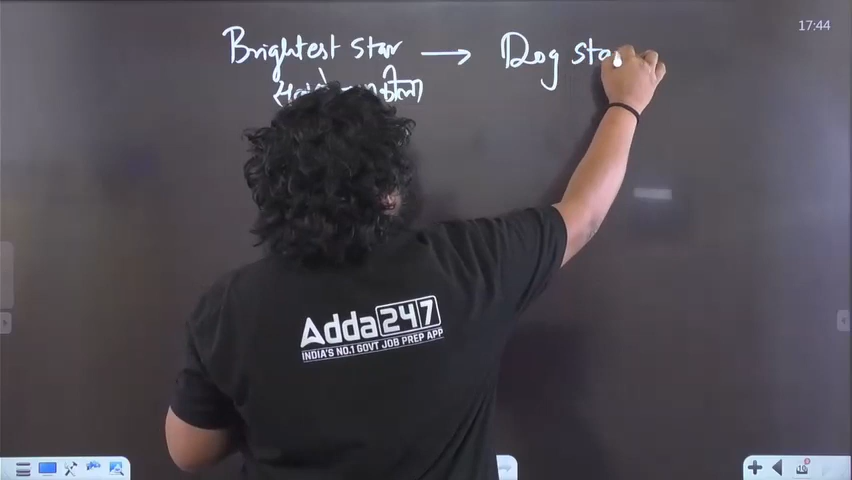 17:44
Brightest star → Dog sta
Adda247
INDIA'S NO.1 GOVT JOB PREP APP